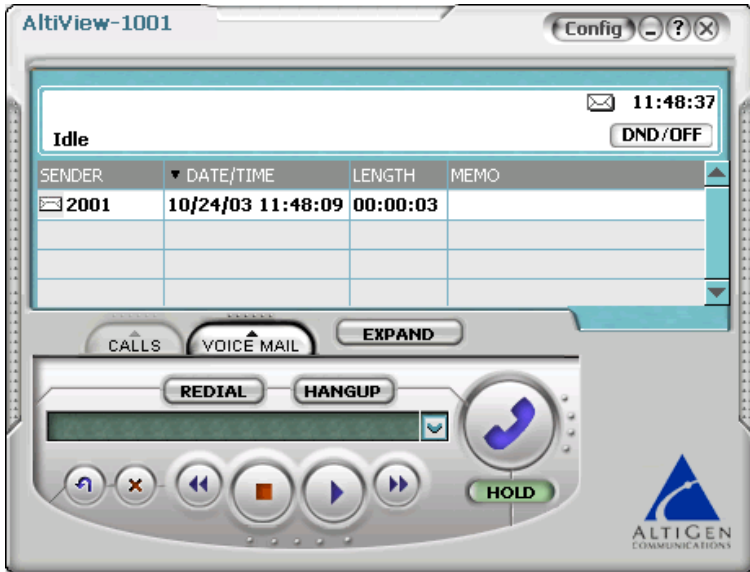 AltiView-1001 Config ?
11:48:37
Idle DND/OFF
SENDER DATE/TIME LENGTH MEMO
2001 10/24/03 11:48:09 00:00:03
CALLS VOICE MAIL EXPAND
REDIAL HANGUP
HOLD
ALTIGEN
COMMUNICATIONS